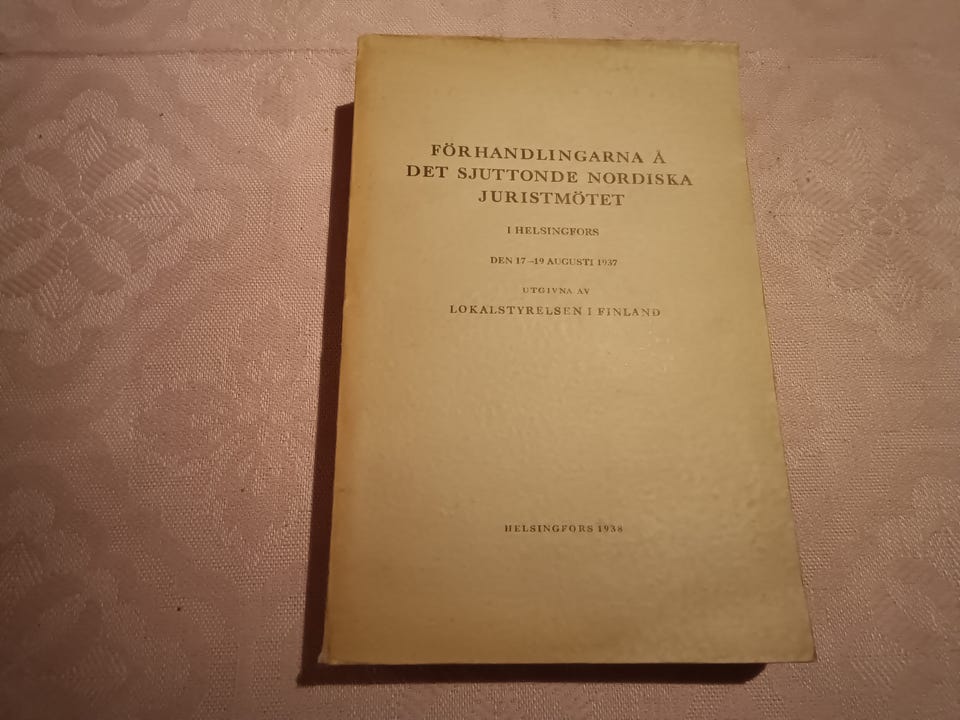 FÖRHANDLINGARNA Å
DET SJUTTONDE NORDISKA
JURISTMÖTET
I HELSINGFORS
DEN 17–19 AUGUSTI 1937
UTGIVNA AV
LOKALSTYRELSEN I FINLAND
HELSINGFORS 1938